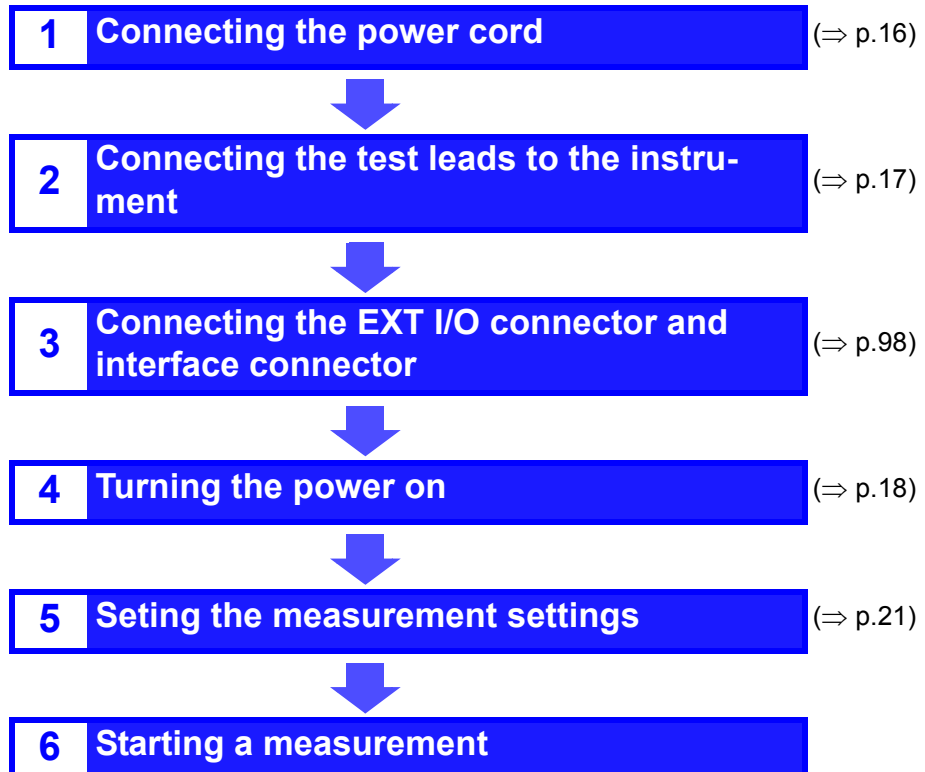 1 Connecting the power cord (⇒ p.16)
2 Connecting the test leads to the instru-
ment (⇒ p.17)
3 Connecting the EXT I/O connector and
interface connector (⇒ p.98)
4 Turning the power on (⇒ p.18)
5 Seting the measurement settings (⇒ p.21)
6 Starting a measurement